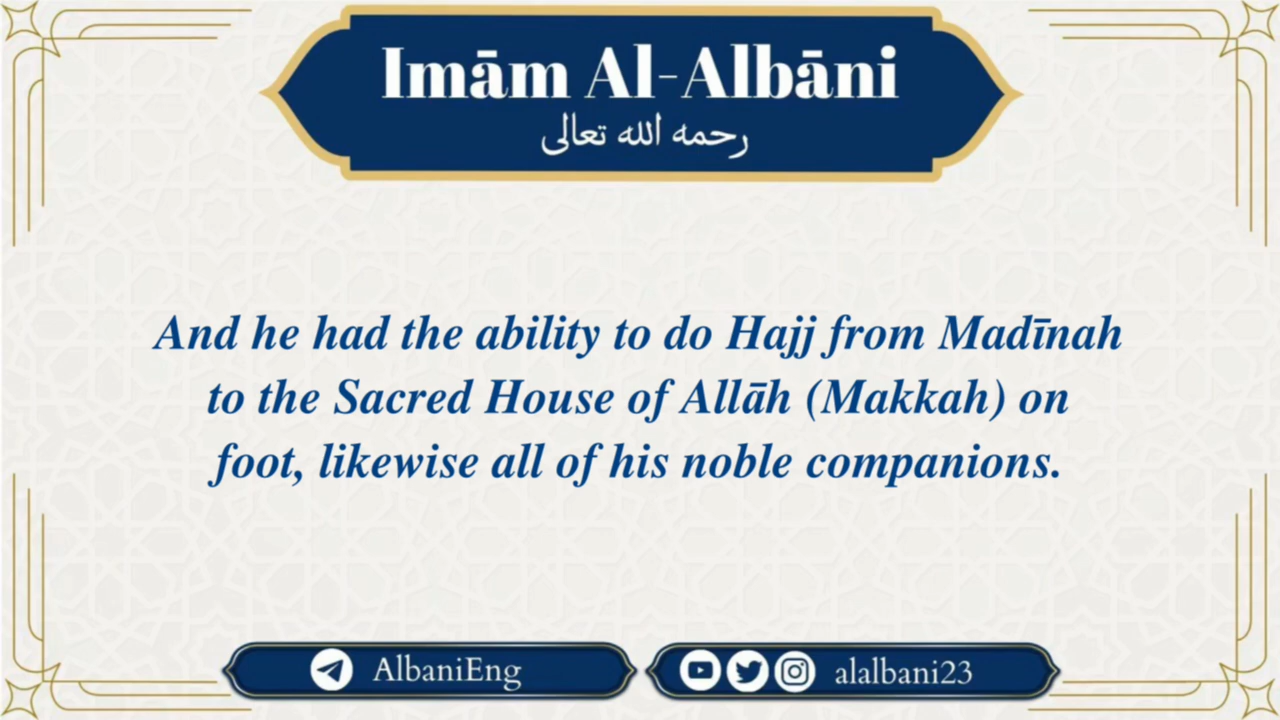 Imām Al-Albāni
رحمه الله تعالى
And he had the ability to do Hajj from Madīnah
to the Sacred House of Allāh (Makkah) on
foot, likewise all of his noble companions.
AlbaniEng
alalbani23